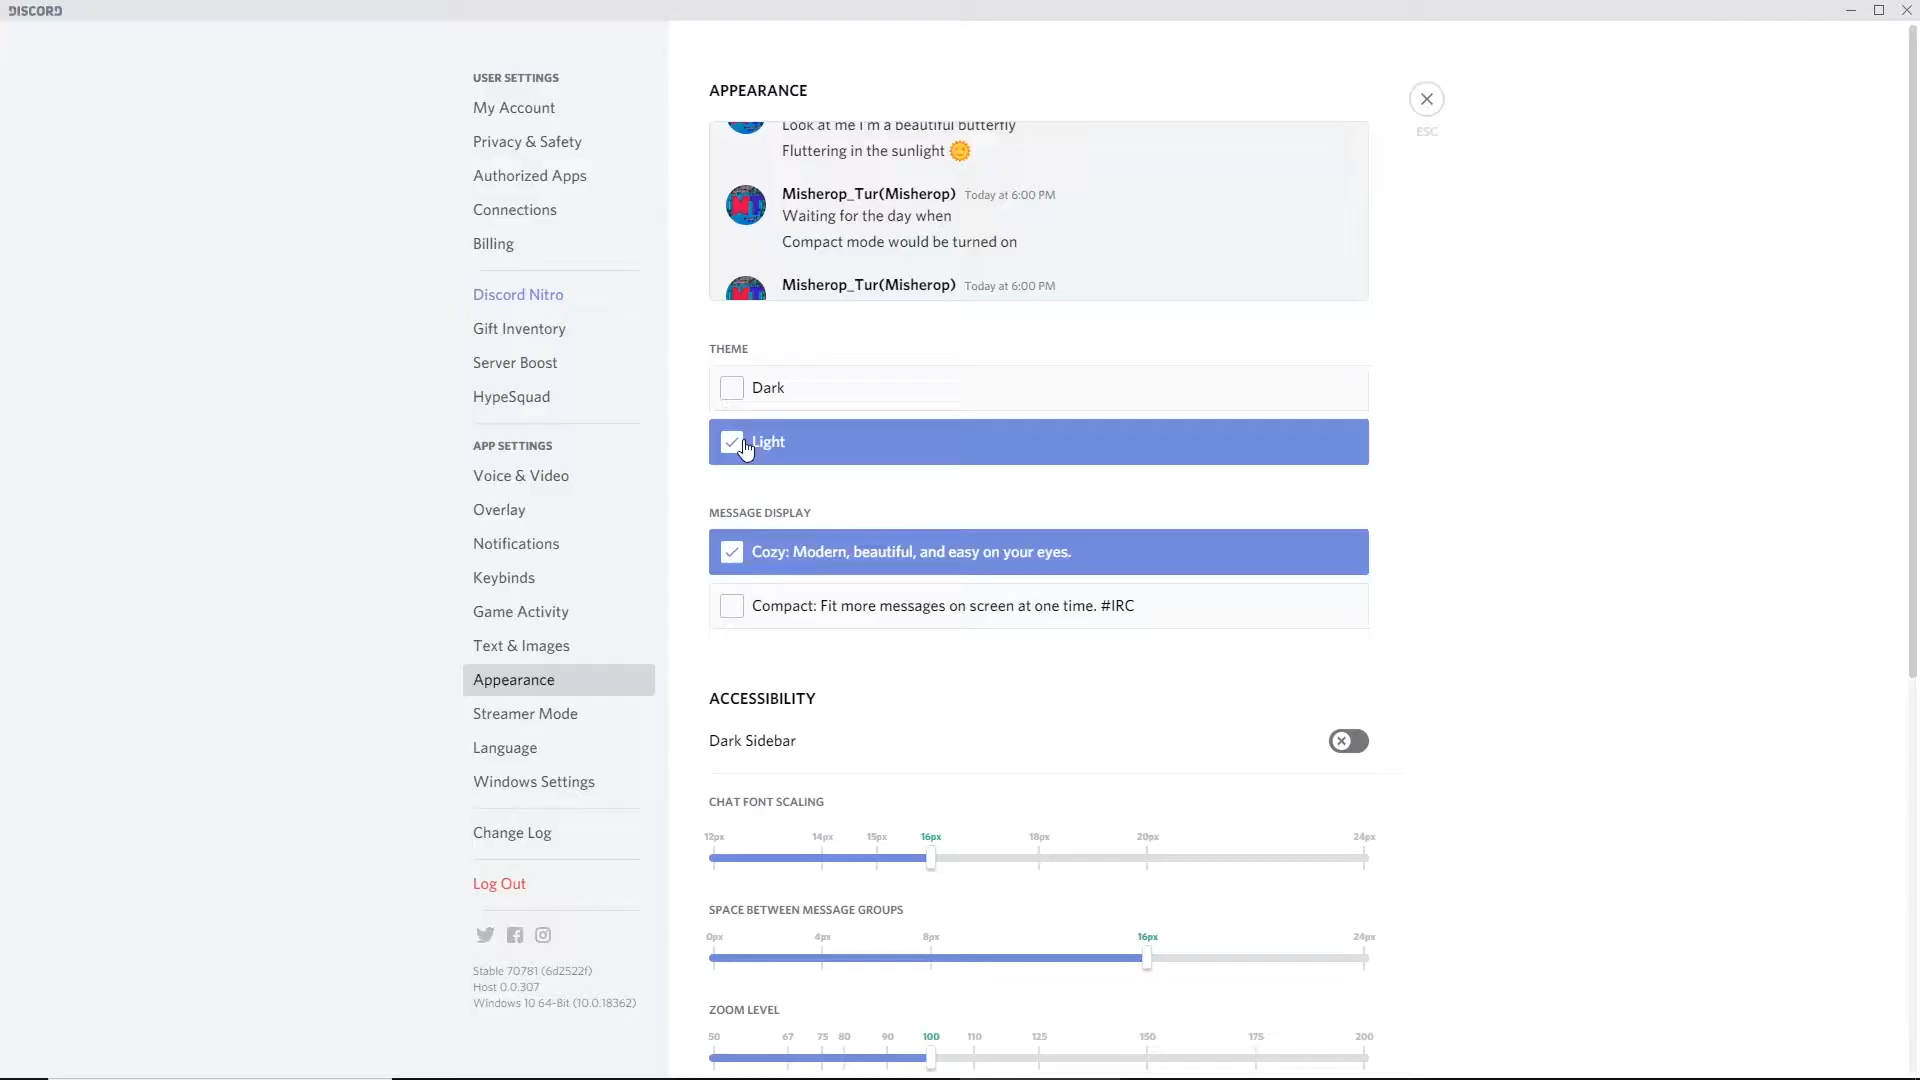 DISCORD
USER SETTINGS
My Account
Privacy & Safety
Authorized Apps
Connections
Billing
Discord Nitro
Gift Inventory
Server Boost
HypeSquad
APP SETTINGS
Voice & Video
Overlay
Notifications
Keybinds
Game Activity
Text & Images
Appearance
Streamer Mode
Language
Windows Settings
Change Log
Log Out
Stable 70781 (6d2522f)
Host 0.0.307
Windows 10 64-Bit (10.0.18362)
APPEARANCE
Look at me I'm a beautiful butterfly
Fluttering in the sunlight
Misherop_Tur(Misherop) Today at 6:00 PM
Waiting for the day when
Compact mode would be turned on
Misherop_Tur(Misherop) Today at 6:00 PM
THEME
Dark
Light
MESSAGE DISPLAY
Cozy: Modern, beautiful, and easy on your eyes.
Compact: Fit more messages on screen at one time. #IRC
ACCESSIBILITY
Dark Sidebar
CHAT FONT SCALING
12px 14px 15px 16px 18px 20px 24px
SPACE BETWEEN MESSAGE GROUPS
0px 4px 8px 16px 24px
ZOOM LEVEL
50 67 75 80 90 100 110 125 150 175 200
ESC